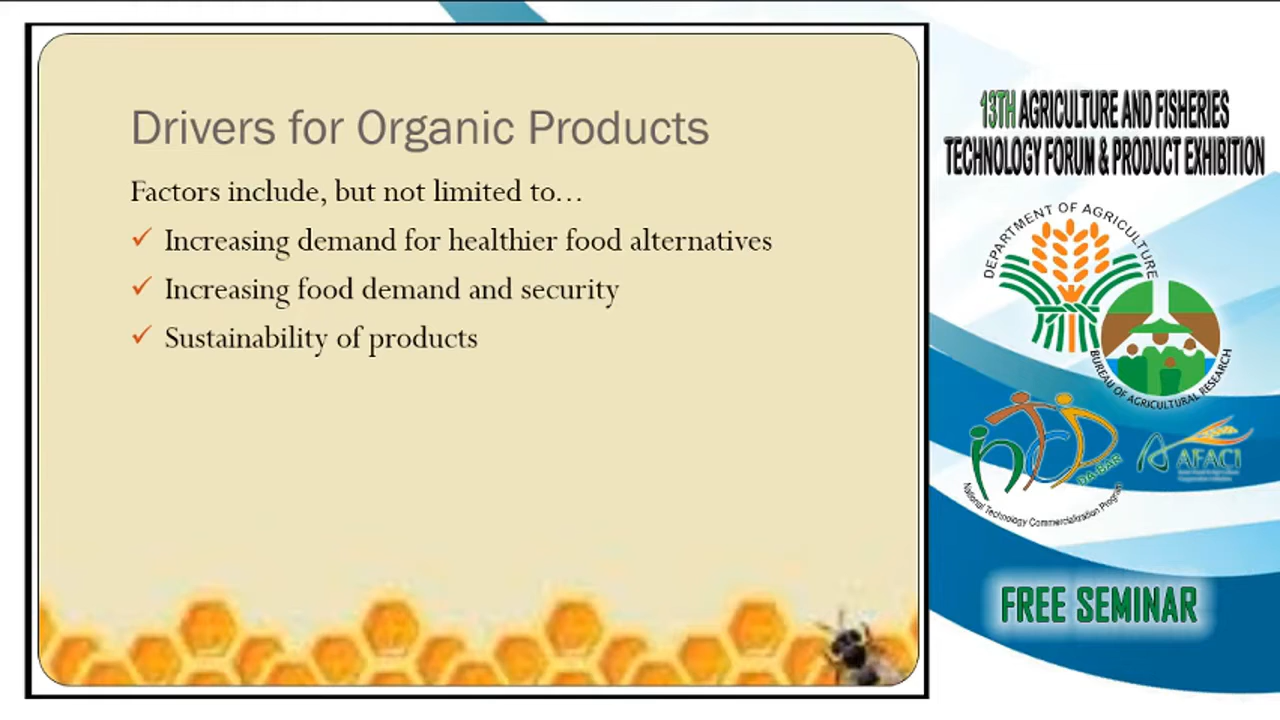 Drivers for Organic Products
Factors include, but not limited to...
Increasing demand for healthier food alternatives
Increasing food demand and security
Sustainability of products
13TH AGRICULTURE AND FISHERIES
TECHNOLOGY FORUM & PRODUCT EXHIBITION
DEPARTMENT OF AGRICULTURE
BUREAU OF AGRICULTURAL RESEARCH
ntcp
DA-BAR
National Technology Commercialization Program
AFACI
FREE SEMINAR